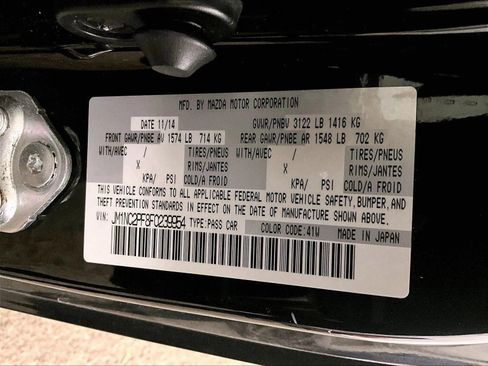 MFD. BY MAZDA MOTOR CORPORATION
DATE 11/14 GVWR/PNBV 3122 LB 1416 KG
FRONT GAWR/PNBE AV 1574 LB 714 KG REAR GAWR/PNBE AR 1548 LB 702 KG
WITH/AVEC / TIRES/PNEUS WITH/AVEC / TIRES/PNEUS
X RIMS/JANTES X RIMS/JANTES
KPA/ PSI COLD/A FROID KPA/ PSI COLD/A FROID
THIS VEHICLE CONFORMS TO ALL APPLICABLE FEDERAL MOTOR VEHICLE SAFETY, BUMPER, AND
THEFT PREVENTION STANDARDS IN EFFECT ON THE DATE OF MANUFACTURE SHOWN ABOVE.
VIN: JM1NC2PF8F0239954 TYPE:PASS CAR COLOR CODE:41W MADE IN JAPAN